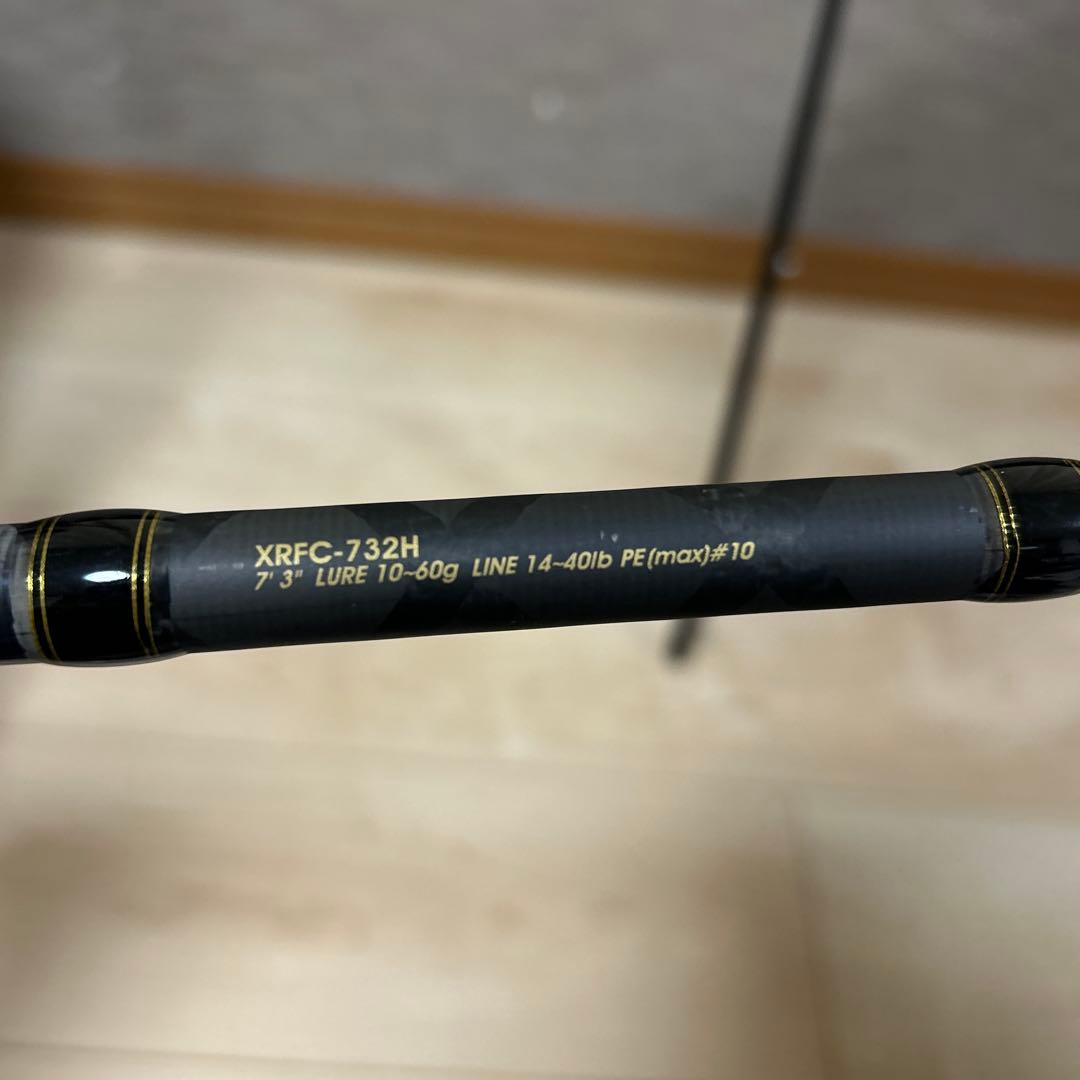 XRFC-732H
7' 3" LURE 10~60g LINE 14~40lb PE(max)#10